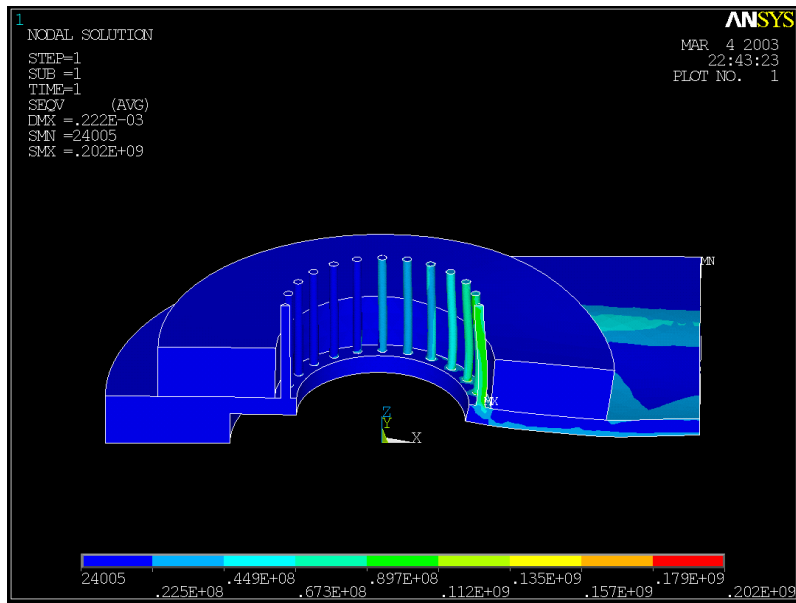 1
NODAL SOLUTION
STEP=1
SUB =1
TIME=1
SEQV (AVG)
DMX =.222E-03
SMN =24005
SMX =.202E+09
ANSYS
MAR 4 2003
22:43:23
PLOT NO. 1
MN
MX
Z
Y
X
24005 .449E+08 .897E+08 .135E+09 .179E+09
.225E+08 .673E+08 .112E+09 .157E+09 .202E+09